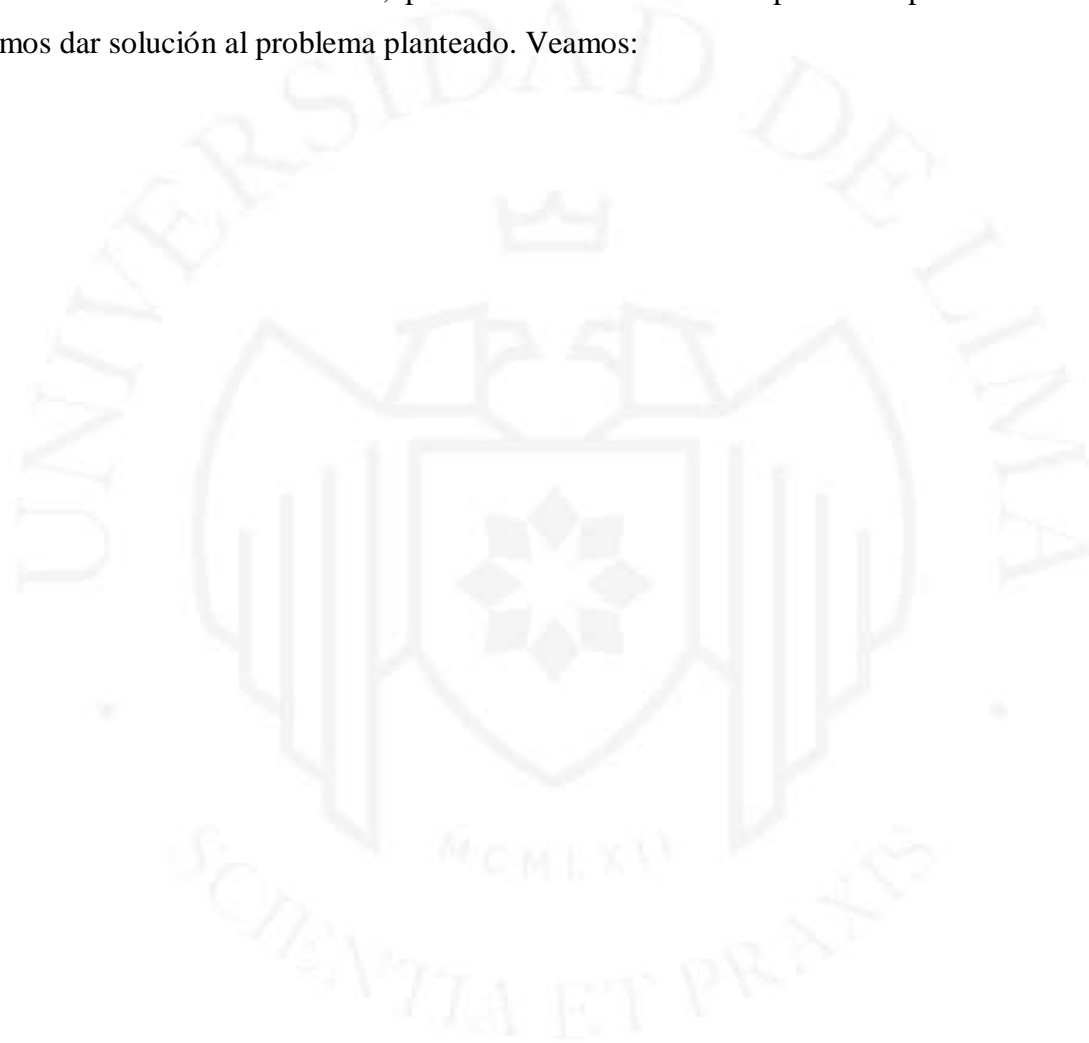 mos dar solución al problema planteado. Veamos:
UNIVERSIDAD DE LIMA
MCMLXII
SCIENTIA ET PRAXIS